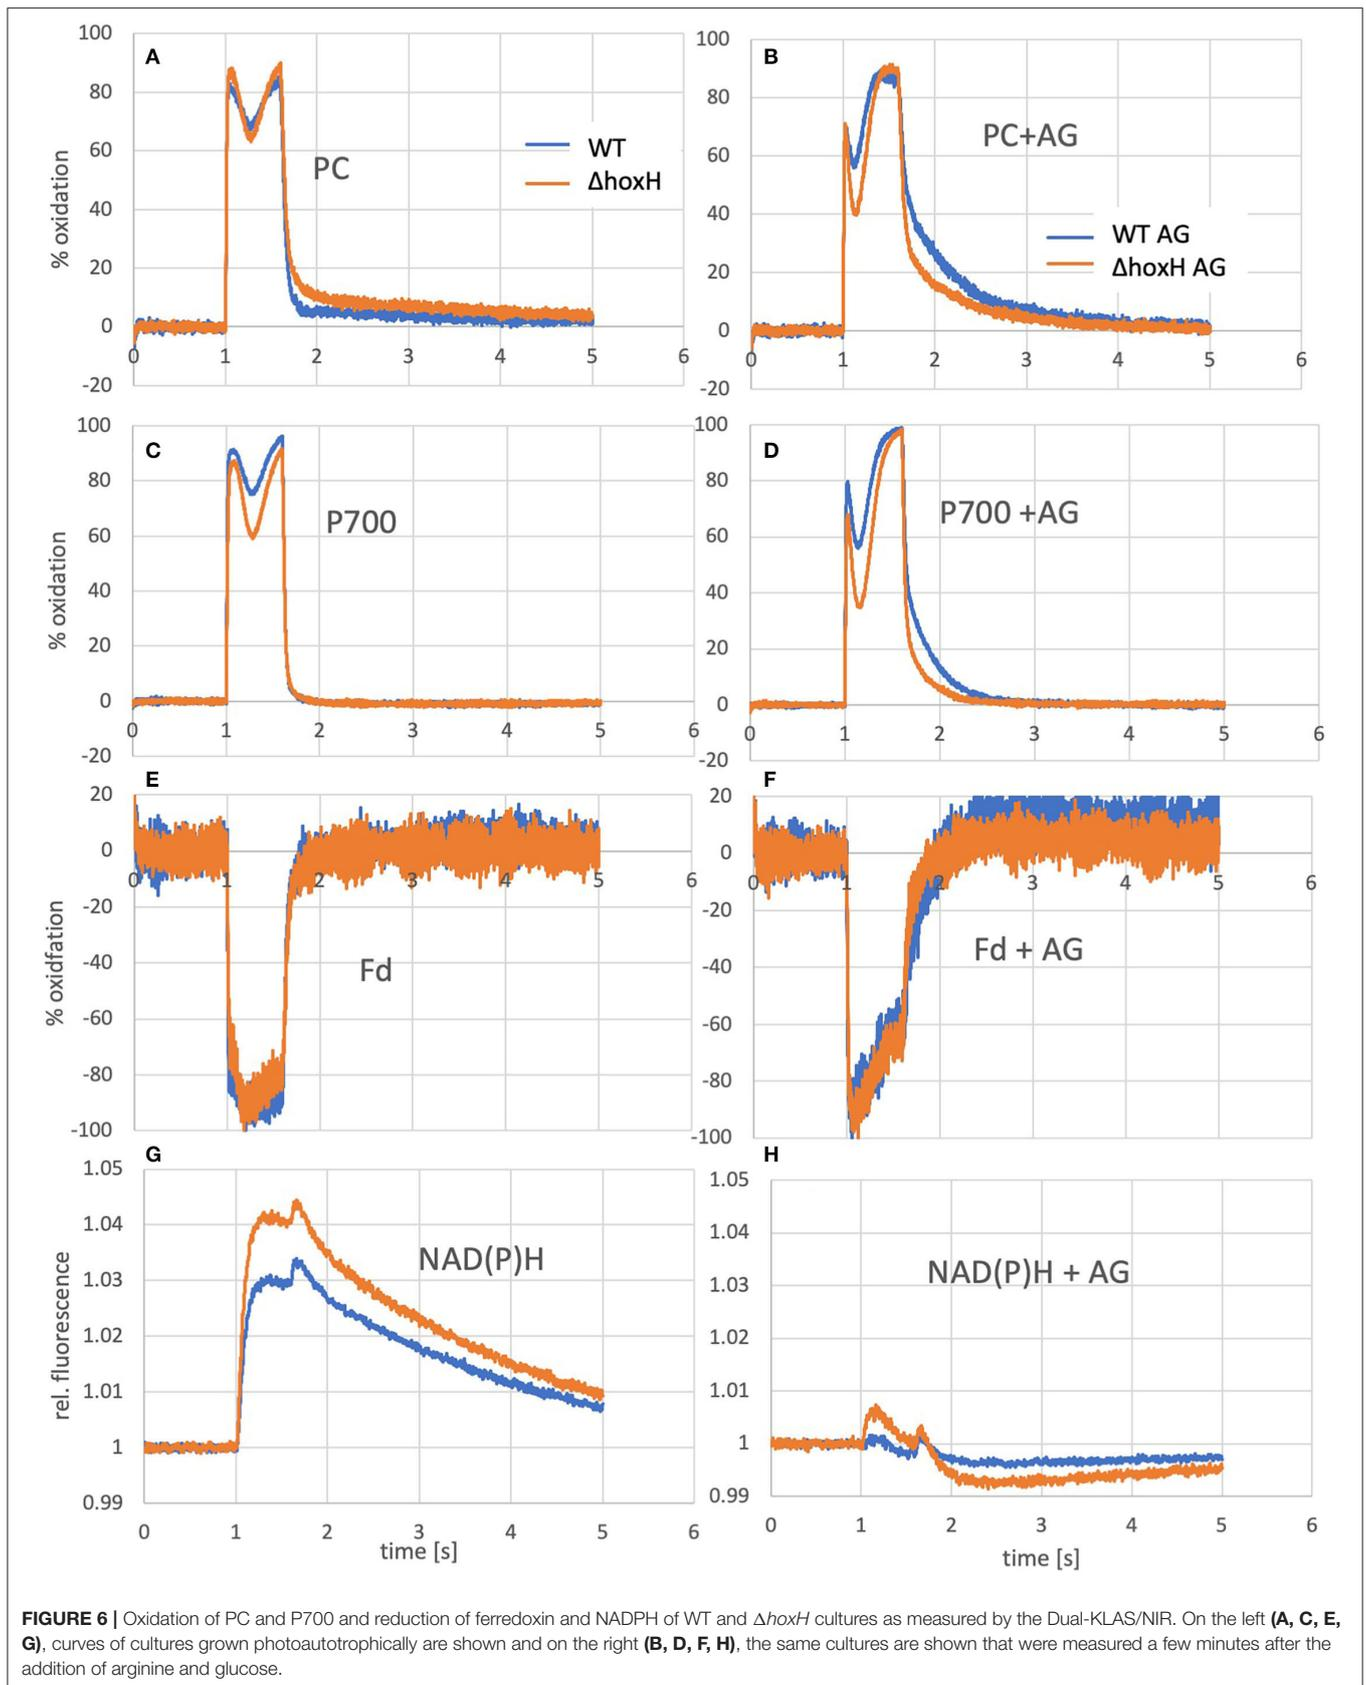 A
100
80
60
40
20
0
-20
% oxidation
PC
WT
ΔhoxH
0 1 2 3 4 5 6
B
100
80
60
40
20
0
-20
PC+AG
WT AG
ΔhoxH AG
0 1 2 3 4 5 6
C
100
80
60
40
20
0
-20
% oxidation
P700
0 1 2 3 4 5 6
D
100
80
60
40
20
0
-20
P700 +AG
0 1 2 3 4 5 6
E
20
0
-20
-40
-60
-80
-100
% oxidfation
Fd
0 1 2 3 4 5 6
F
20
0
-20
-40
-60
-80
-100
Fd + AG
0 1 2 3 4 5 6
G
1.05
1.04
1.03
1.02
1.01
1
0.99
rel. fluorescence
NAD(P)H
0 1 2 3 4 5 6
time [s]
H
1.05
1.04
1.03
1.02
1.01
1
0.99
NAD(P)H + AG
0 1 2 3 4 5 6
time [s]
FIGURE 6 | Oxidation of PC and P700 and reduction of ferredoxin and NADPH of WT and ΔhoxH cultures as measured by the Dual-KLAS/NIR. On the left (A, C, E,
G), curves of cultures grown photoautotrophically are shown and on the right (B, D, F, H), the same cultures are shown that were measured a few minutes after the
addition of arginine and glucose.